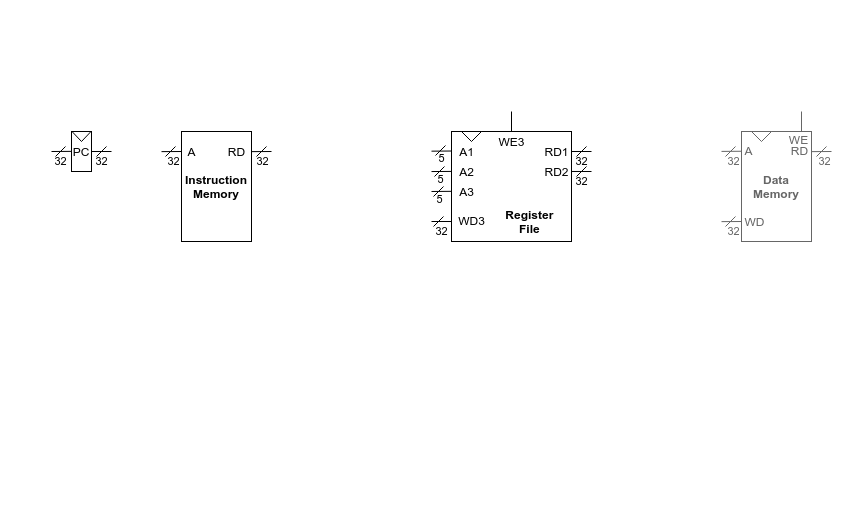 WE3
WE
PC
32
32
A
RD
32
32
Instruction
Memory
A1
5
A2
5
A3
5
WD3
32
RD1
32
RD2
32
Register
File
A
32
RD
32
Data
Memory
WD
32